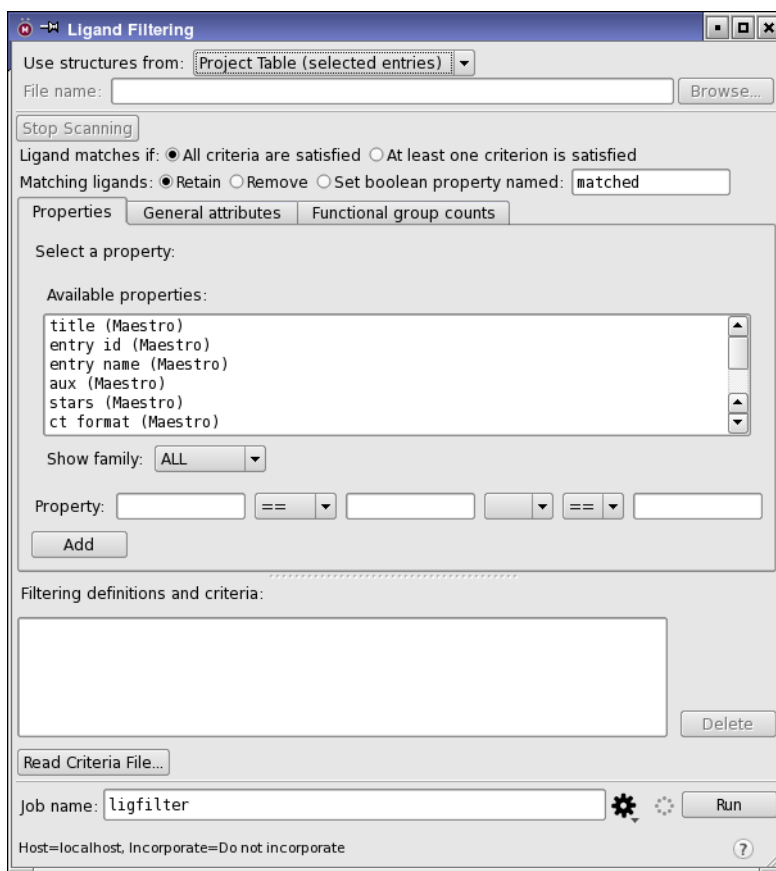 Ligand Filtering
Use structures from: Project Table (selected entries)
File name: Browse...
Stop Scanning
Ligand matches if: All criteria are satisfied At least one criterion is satisfied
Matching ligands: Retain Remove Set boolean property named: matched
Properties General attributes Functional group counts
Select a property:
Available properties:
title (Maestro)
entry id (Maestro)
entry name (Maestro)
aux (Maestro)
stars (Maestro)
ct format (Maestro)
Show family: ALL
Property: == ==
Add
Filtering definitions and criteria:
Delete
Read Criteria File...
Job name: ligfilter Run
Host=localhost, Incorporate=Do not incorporate ?